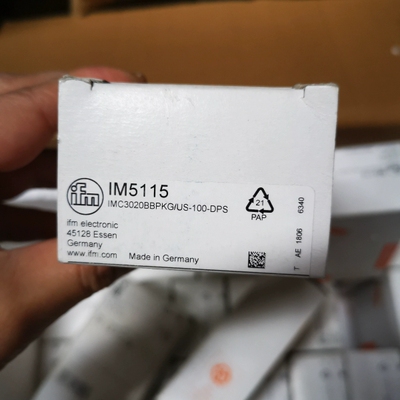 ifm
IM5115
IMC3020BBPKG/US-100-DPS
ifm electronic
45128 Essen
Germany
www.ifm.com
Made in Germany
21
PAP
T AE 1806 6340